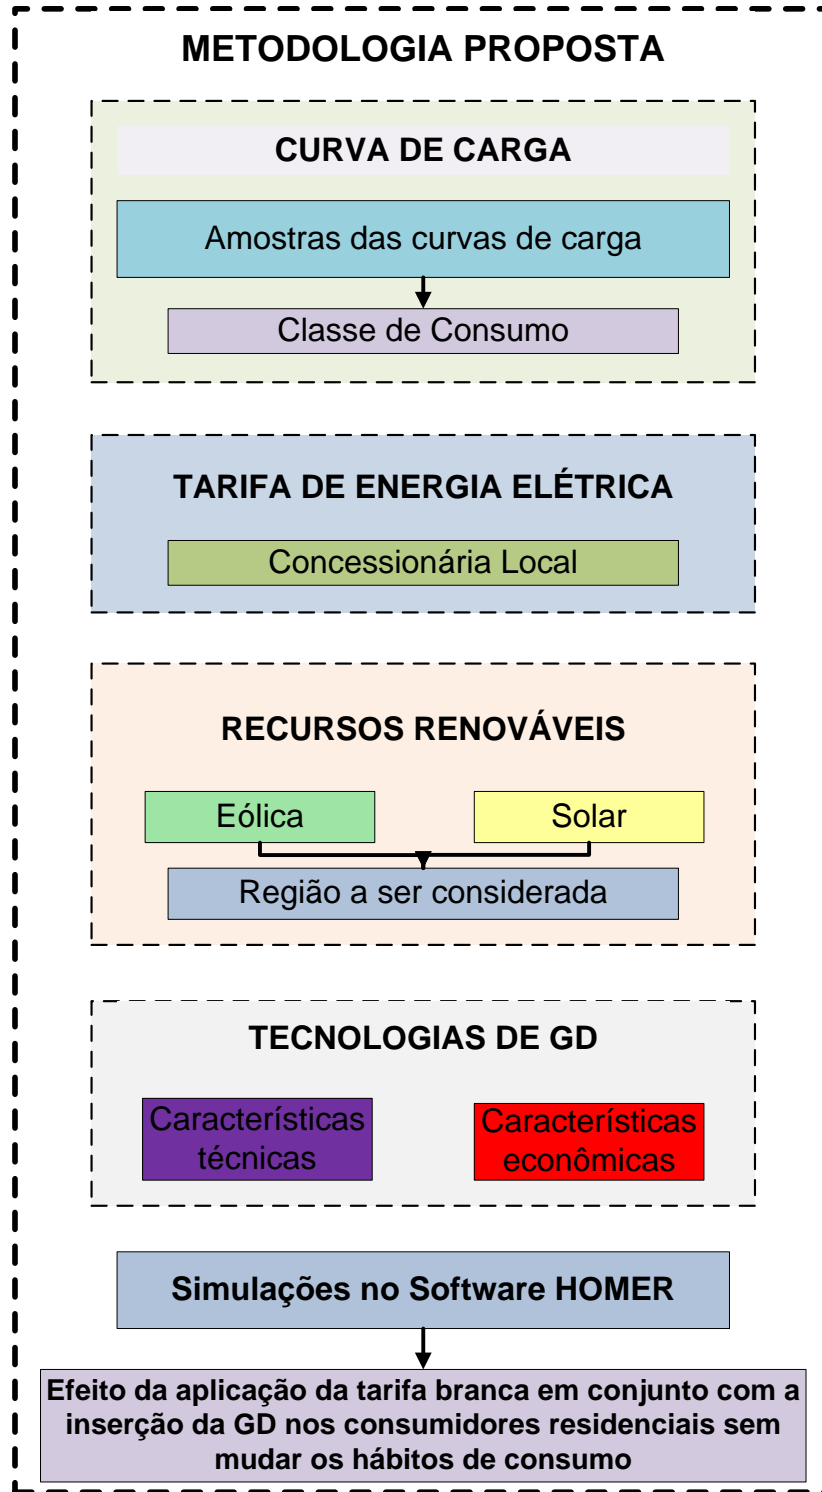 METODOLOGIA PROPOSTA
CURVA DE CARGA
Amostras das curvas de carga
Classe de Consumo
TARIFA DE ENERGIA ELÉTRICA
Concessionária Local
RECURSOS RENOVÁVEIS
Eólica
Solar
Região a ser considerada
TECNOLOGIAS DE GD
Características
técnicas
Características
econômicas
Simulações no Software HOMER
Efeito da aplicação da tarifa branca em conjunto com a
inserção da GD nos consumidores residenciais sem
mudar os hábitos de consumo